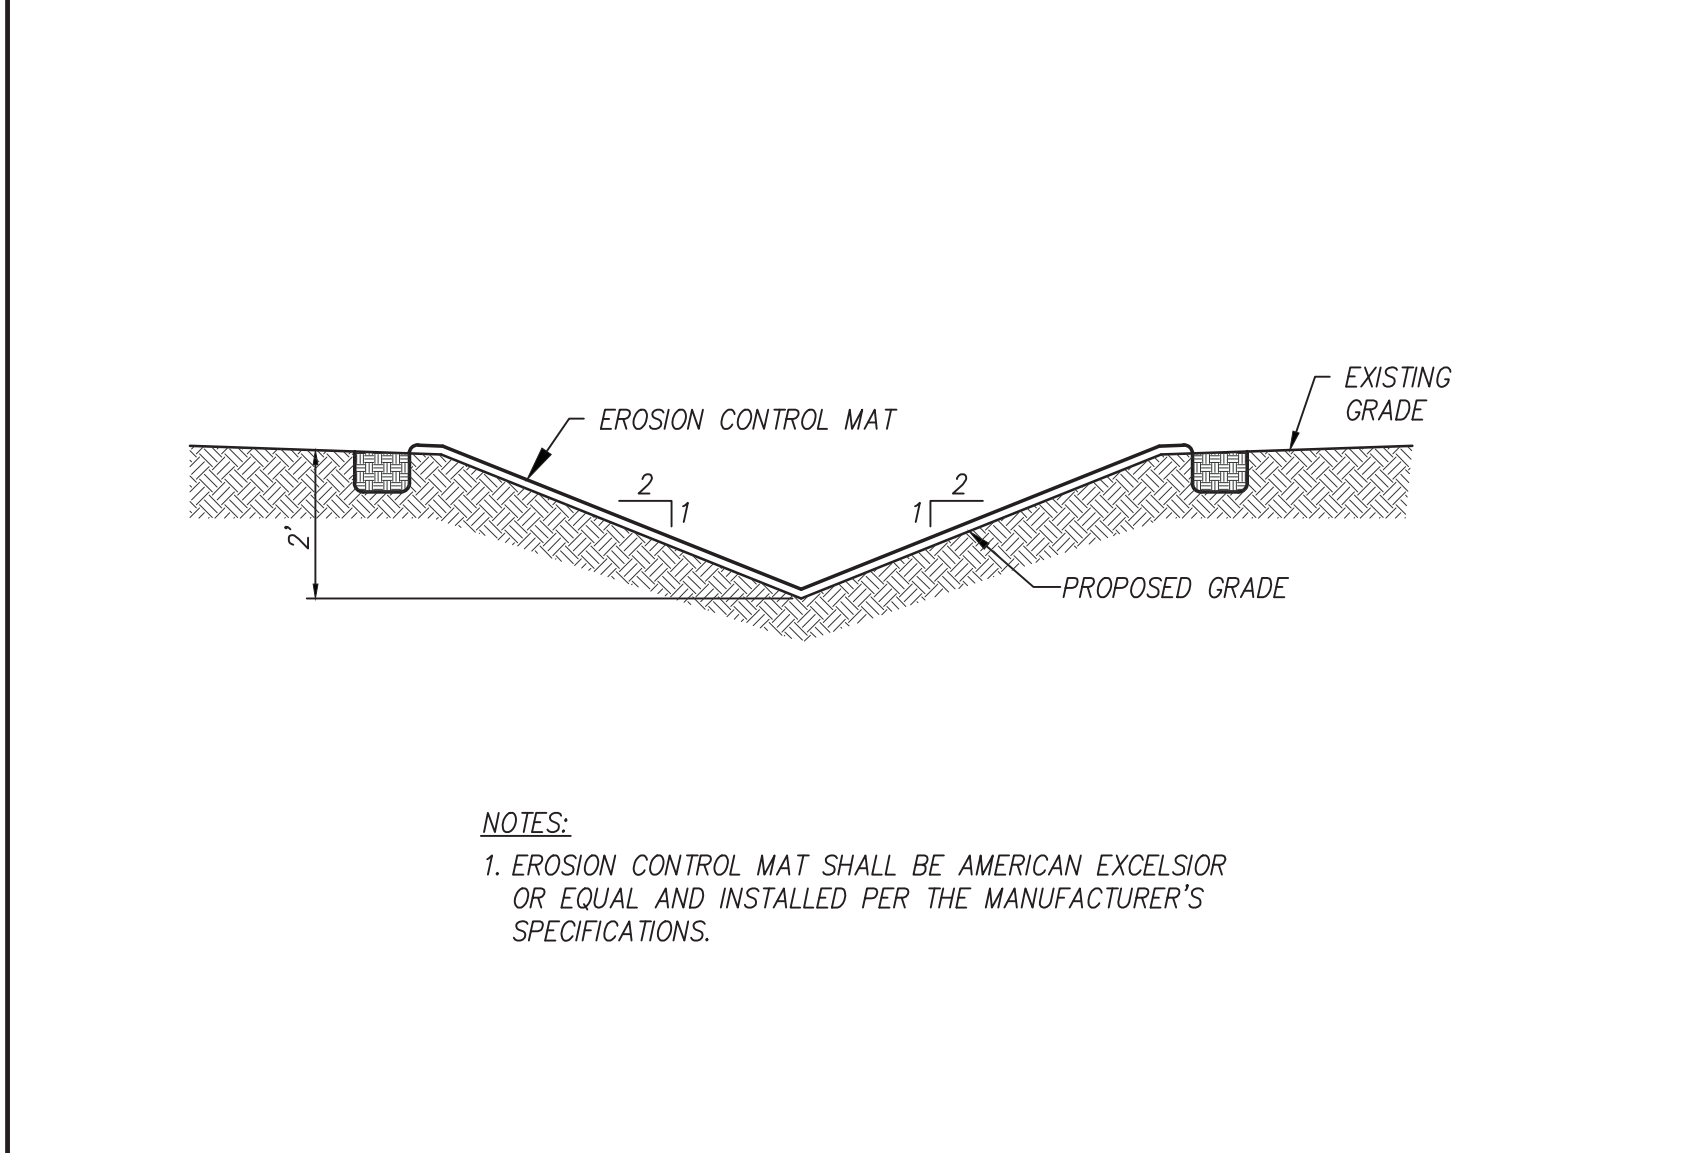 EXISTING
GRADE
EROSION CONTROL MAT
2
1
2
1
2'
PROPOSED GRADE
NOTES:
1. EROSION CONTROL MAT SHALL BE AMERICAN EXCELSIOR
OR EQUAL AND INSTALLED PER THE MANUFACTURER'S
SPECIFICATIONS.